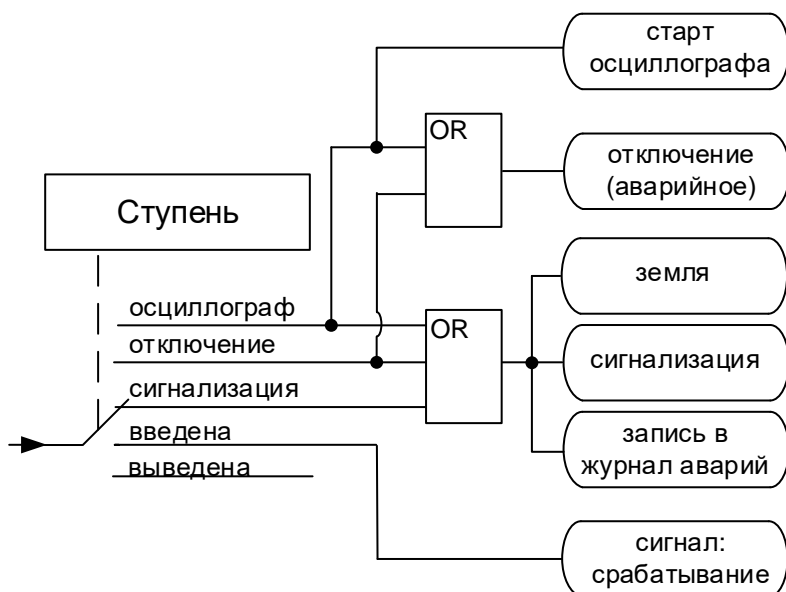 старт
осциллографа
OR
отключение
(аварийное)
Ступень
земля
осциллограф
OR
отключение
сигнализация
сигнализация
введена
запись в
журнал аварий
выведена
сигнал:
срабатывание